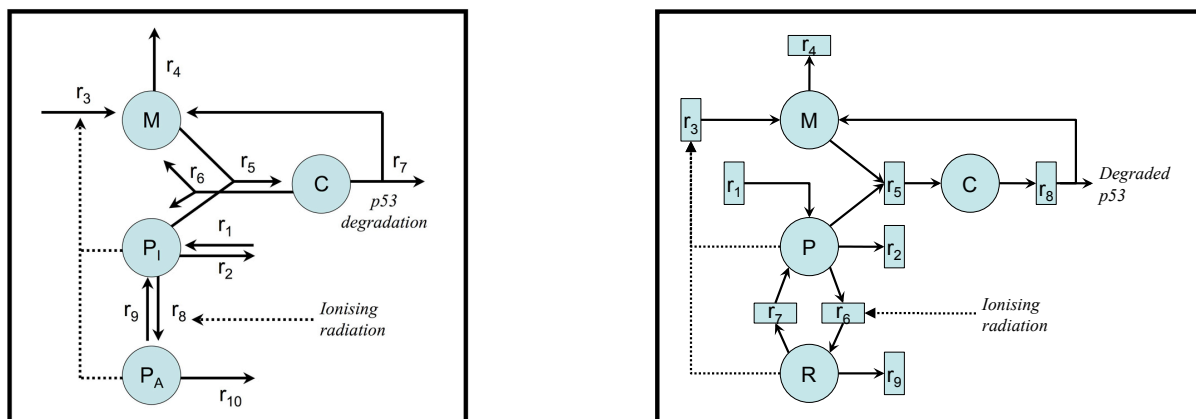 r4
r3
M
r5
r6
C
r7
p53
degradation
PI
r1
r2
r9
r8
Ionising
radiation
PA
r10
r4
r3
M
r1
r5
C
r8
Degraded
p53
P
r2
r7
r6
Ionising
radiation
R
r9